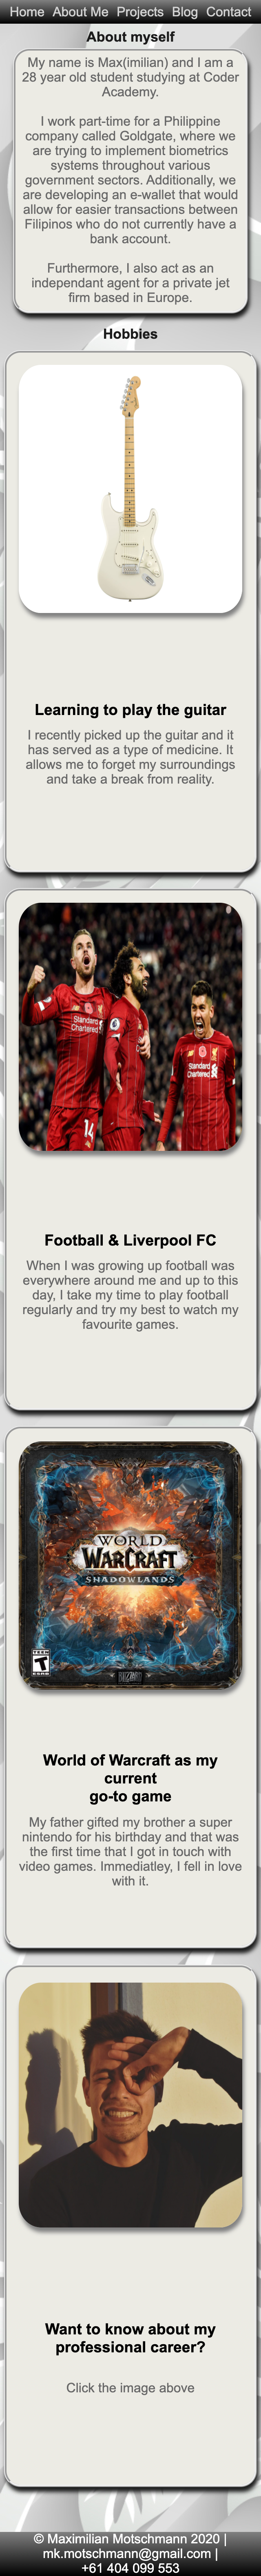 Home About Me Projects Blog Contact
About myself
My name is Max(imilian) and I am a
28 year old student studying at Coder
Academy.
I work part-time for a Philippine
company called Goldgate, where we
are trying to implement biometrics
systems throughout various
government sectors. Additionally, we
are developing an e-wallet that would
allow for easier transactions between
Filipinos who do not currently have a
bank account.
Furthermore, I also act as an
independant agent for a private jet
firm based in Europe.
Hobbies
Learning to play the guitar
I recently picked up the guitar and it
has served as a type of medicine. It
allows me to forget my surroundings
and take a break from reality.
Standard
Chartered
14
Standard
Chartered
Football & Liverpool FC
When I was growing up football was
everywhere around me and up to this
day, I take my time to play football
regularly and try my best to watch my
favourite games.
WORLD
OF
WARCRAFT
SHADOWLANDS
TEEN
T
ESRB
BLIZZARD
World of Warcraft as my
current
go-to game
My father gifted my brother a super
nintendo for his birthday and that was
the first time that I got in touch with
video games. Immediatley, I fell in love
with it.
Want to know about my
professional career?
Click the image above
© Maximilian Motschmann 2020 |
mk.motschmann@gmail.com |
+61 404 099 553